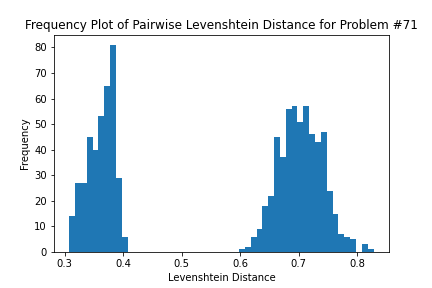 Frequency Plot of Pairwise Levenshtein Distance for Problem #71
80
70
60
50
40
30
20
10
0
Frequency
0.3 0.4 0.5 0.6 0.7 0.8
Levenshtein Distance